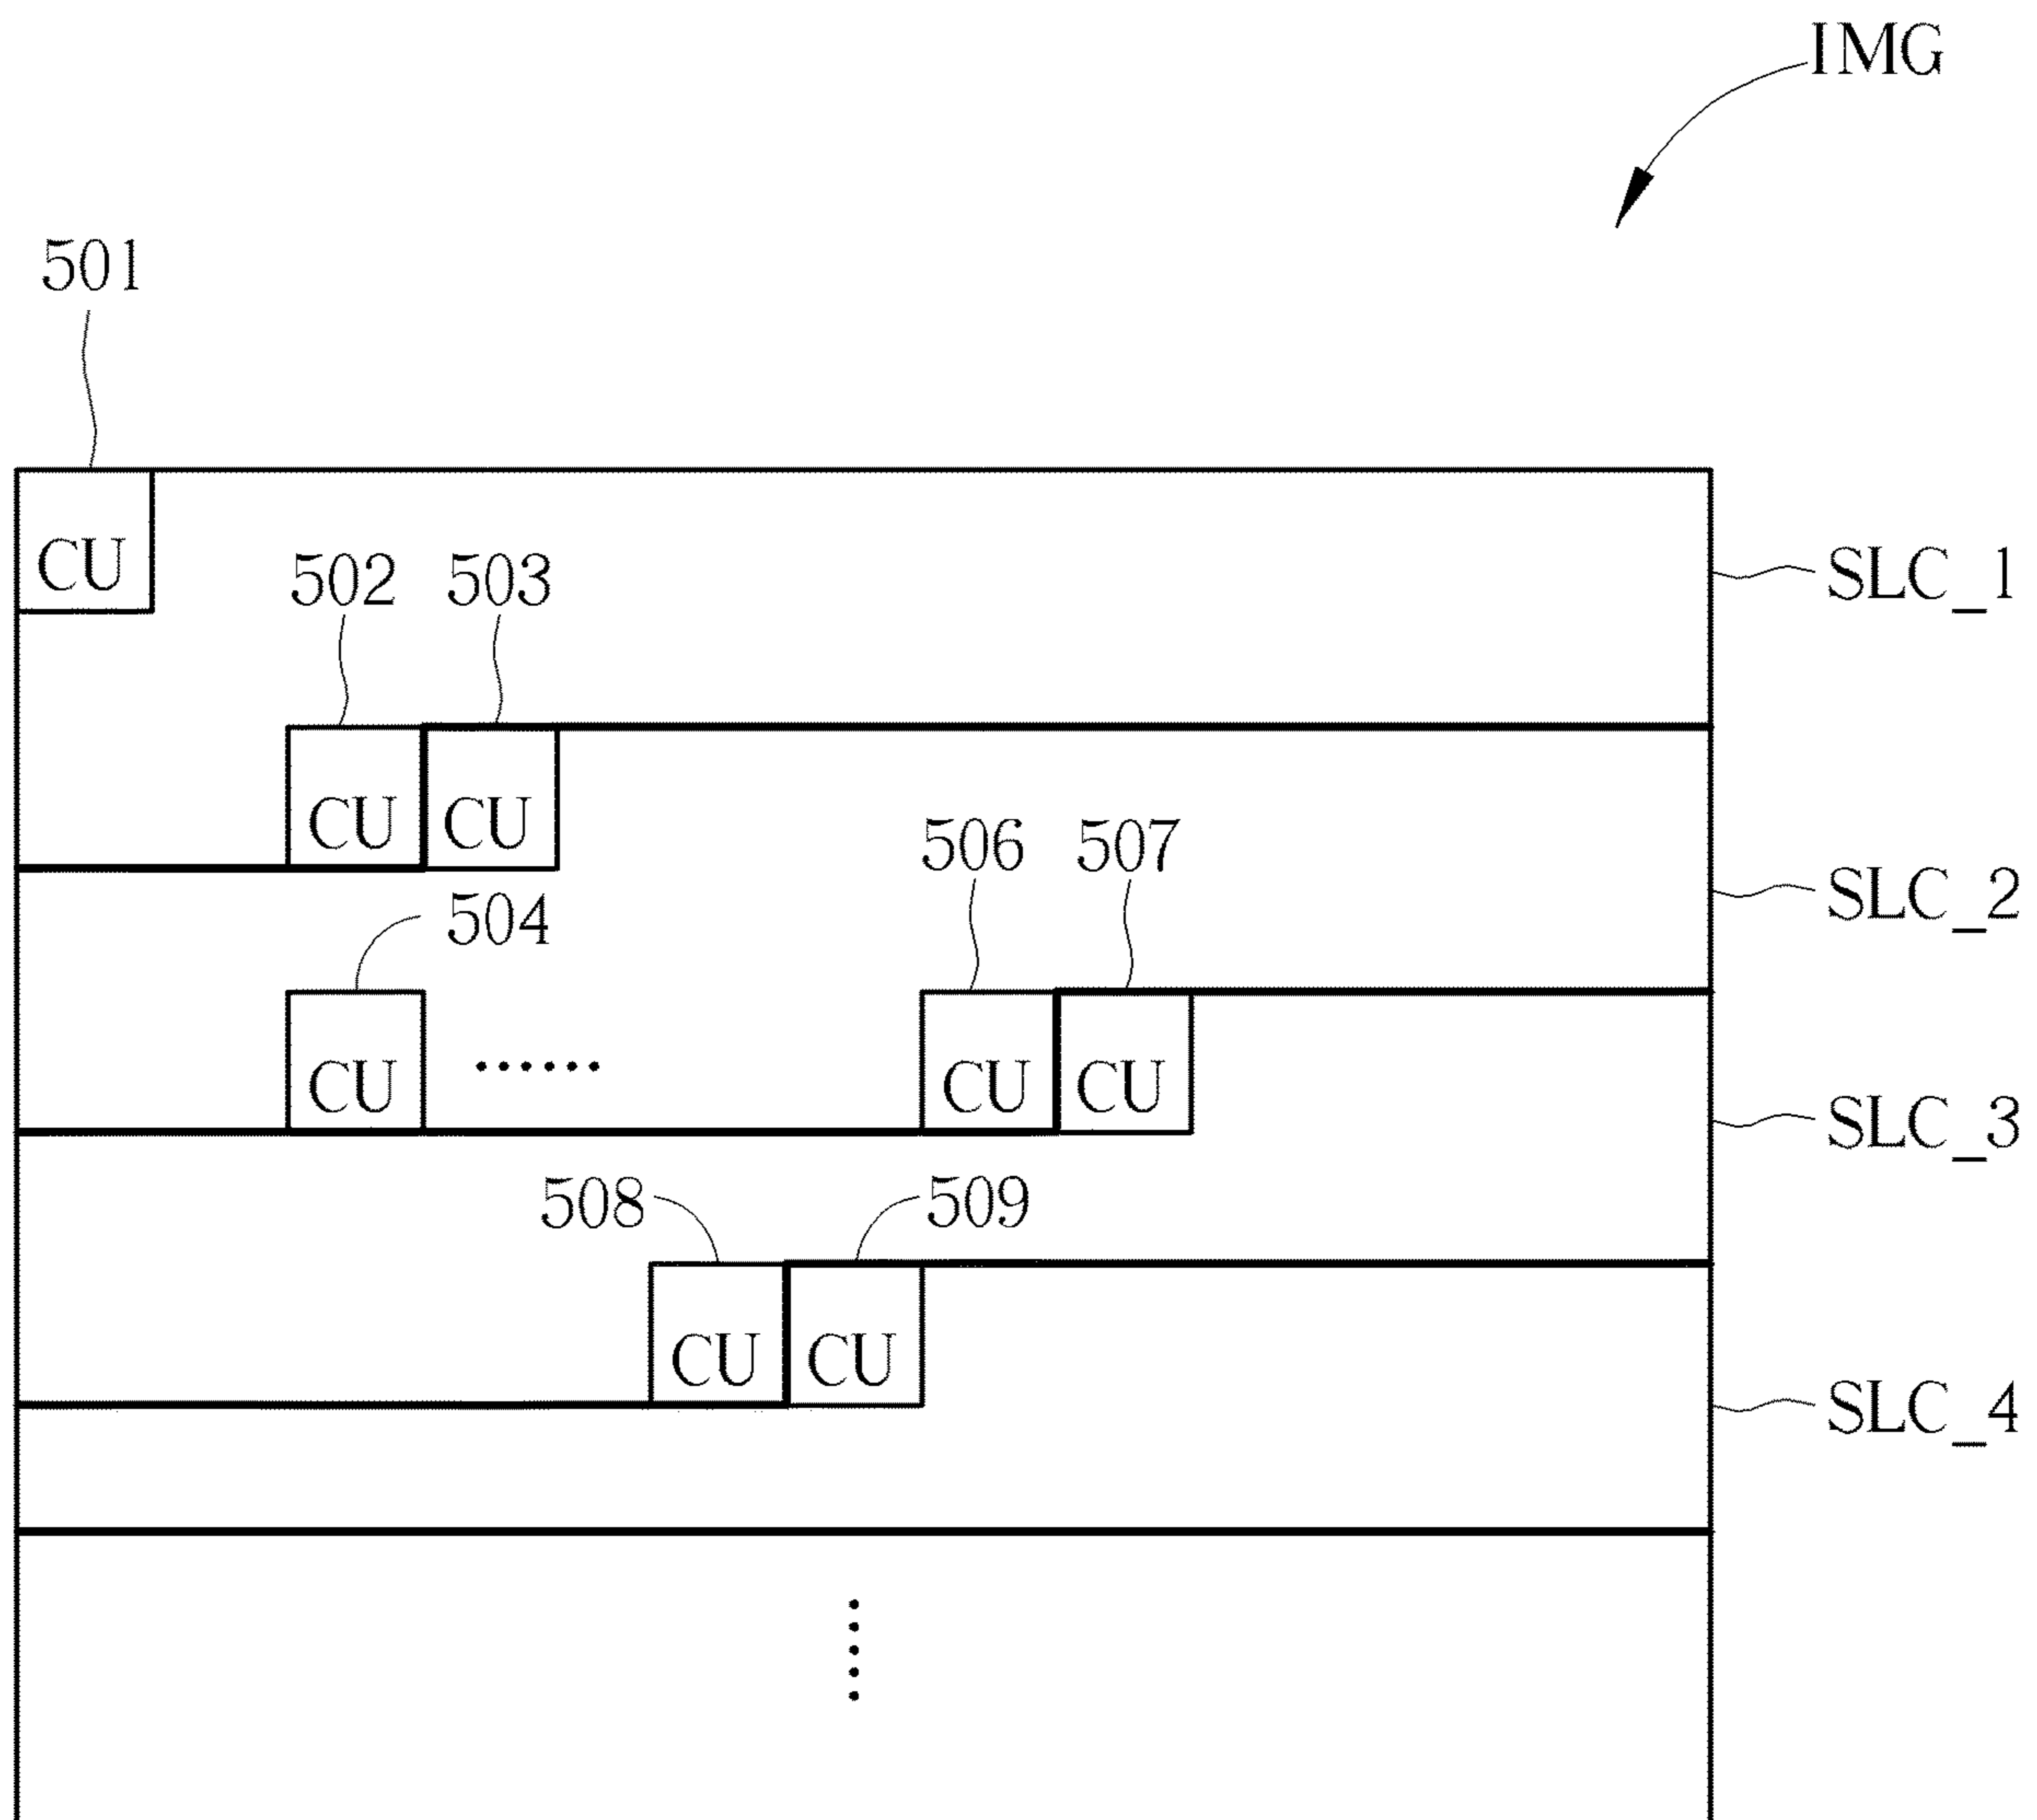 IMG
501
CU
502 503
SLC_1
CU CU
506 507
SLC_2
504
CU ...... CU CU
SLC_3
508 509
CU CU
SLC_4